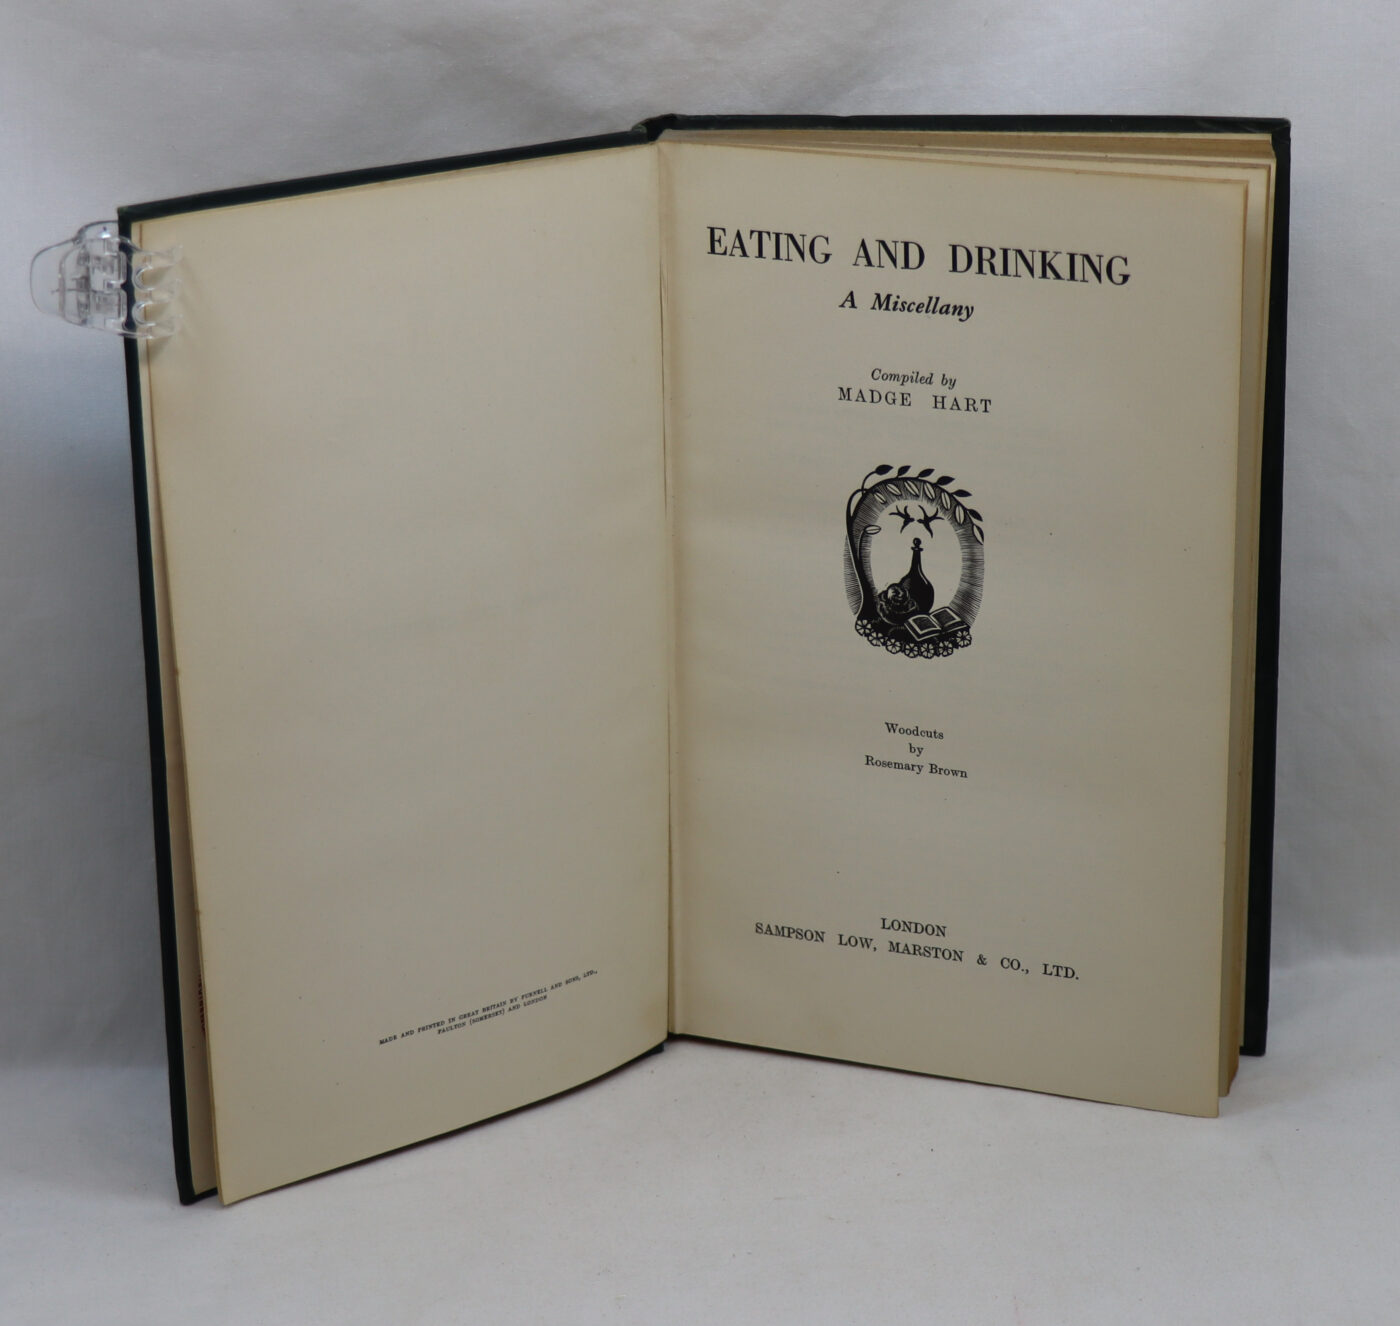 MADE AND PRINTED IN GREAT BRITAIN BY PURNELL AND SONS, LTD.,
PAULTON (SOMERSET) AND LONDON
EATING AND DRINKING
A Miscellany
Compiled by
MADGE HART
Woodcuts
by
Rosemary Brown
LONDON
SAMPSON LOW, MARSTON & CO., LTD.